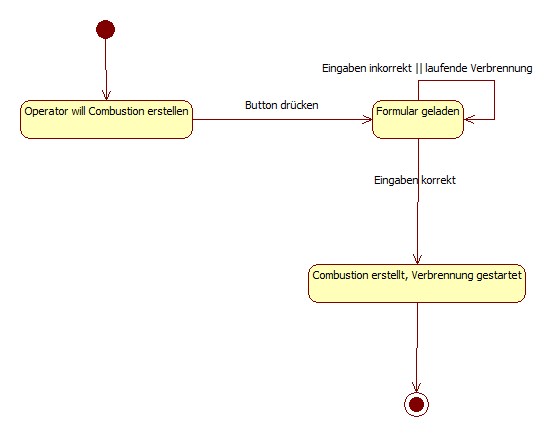 Eingaben inkorrekt || laufende Verbrennung
Operator will Combustion erstellen
Button drücken
Formular geladen
Eingaben korrekt
Combustion erstellt, Verbrennung gestartet